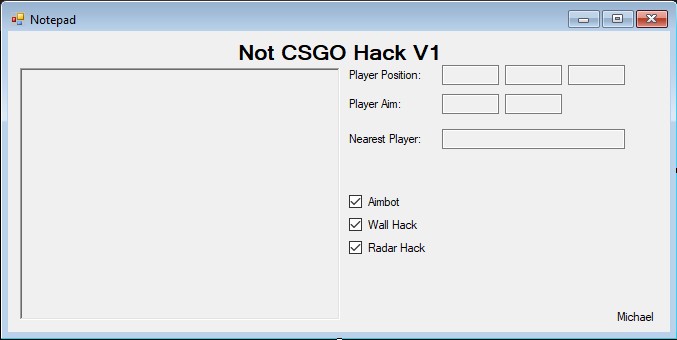 Notepad
Not CSGO Hack V1
Player Position:
Player Aim:
Nearest Player:
Aimbot
Wall Hack
Radar Hack
Michael